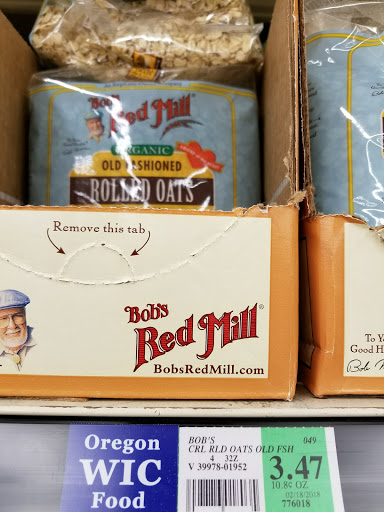 Bob's
Red Mill
ORGANIC
OLD FASHIONED
ROLLED OATS
Remove this tab
Bob's
Red Mill®
BobsRedMill.com
To Yo
Good H
Bob
Oregon
WIC
Food
BOB'S 049
CRL RLD OATS OLD FSH
4 32Z
V 39978-01952
3.47
10.8¢ OZ
02/18/2018
776018